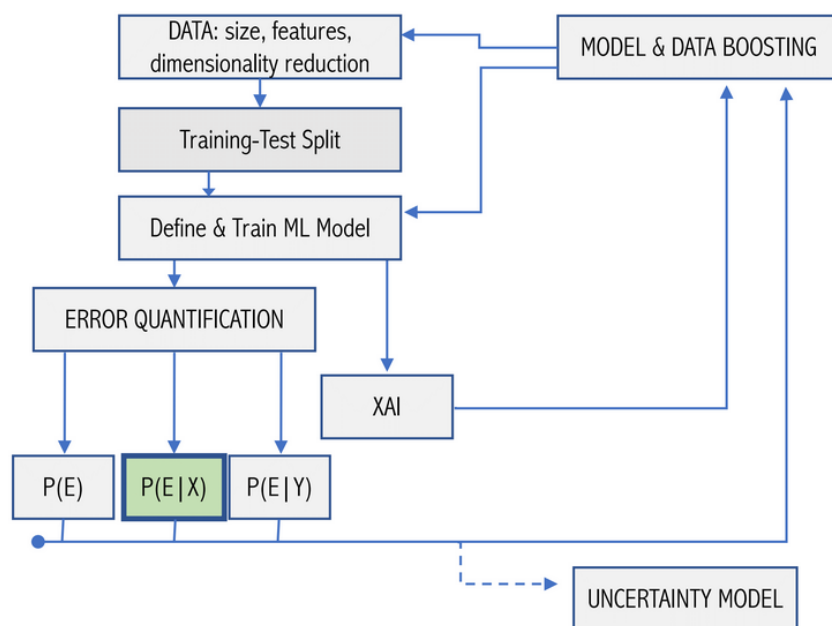 DATA: size, features,
dimensionality reduction
MODEL & DATA BOOSTING
Training-Test Split
Define & Train ML Model
ERROR QUANTIFICATION
XAI
P(E)
P(E|X)
P(E|Y)
UNCERTAINTY MODEL